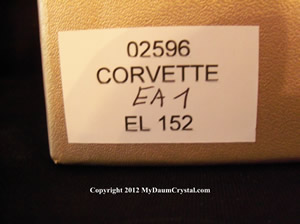 02596
CORVETTE
EA 1
EL 152
Copyright 2012 MyDaumCrystal.com